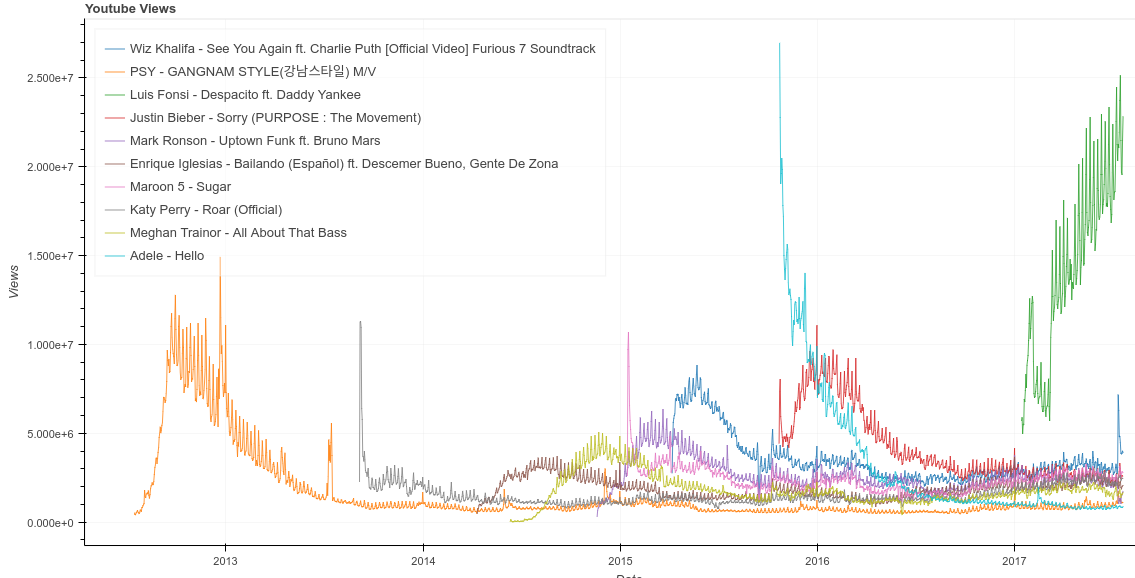 Youtube Views
Wiz Khalifa - See You Again ft. Charlie Puth [Official Video] Furious 7 Soundtrack
PSY - GANGNAM STYLE(강남스타일) M/V
Luis Fonsi - Despacito ft. Daddy Yankee
Justin Bieber - Sorry (PURPOSE : The Movement)
Mark Ronson - Uptown Funk ft. Bruno Mars
Enrique Iglesias - Bailando (Español) ft. Descemer Bueno, Gente De Zona
Maroon 5 - Sugar
Katy Perry - Roar (Official)
Meghan Trainor - All About That Bass
Adele - Hello
2.500e+7
2.000e+7
1.500e+7
1.000e+7
5.000e+6
0.000e+0
Views
2013
2014
2015
2016
2017